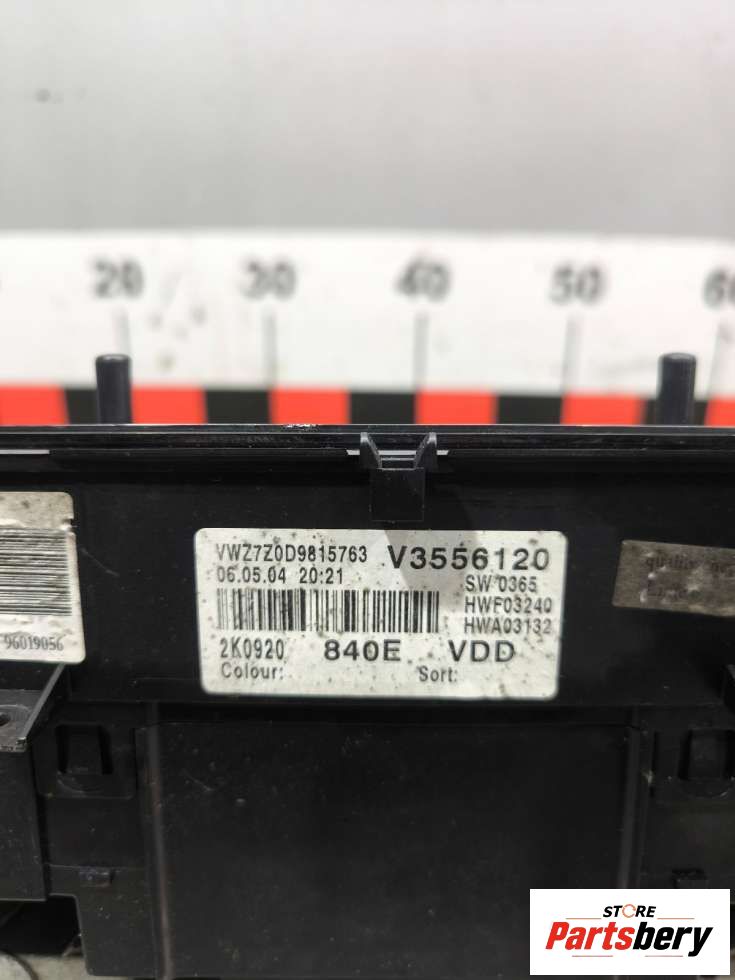 20 30 40 50 60
VWZ7Z0D9815763 V3556120
06.05.04 20:21 SW 0365
HWF03240
HWA03132
2K0920 840E VDD
Colour: Sort:
96019056
STORE
Partsbery